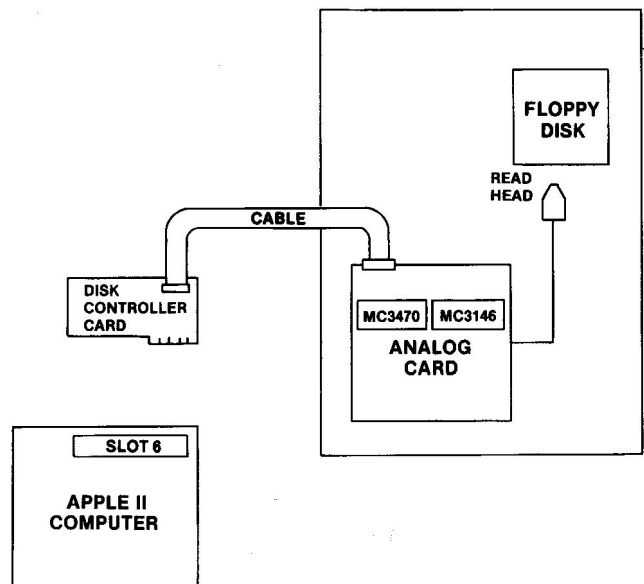 FLOPPY
DISK
READ
HEAD
CABLE
DISK
CONTROLLER
CARD
MC3470
MC3146
ANALOG
CARD
SLOT 6
APPLE II
COMPUTER